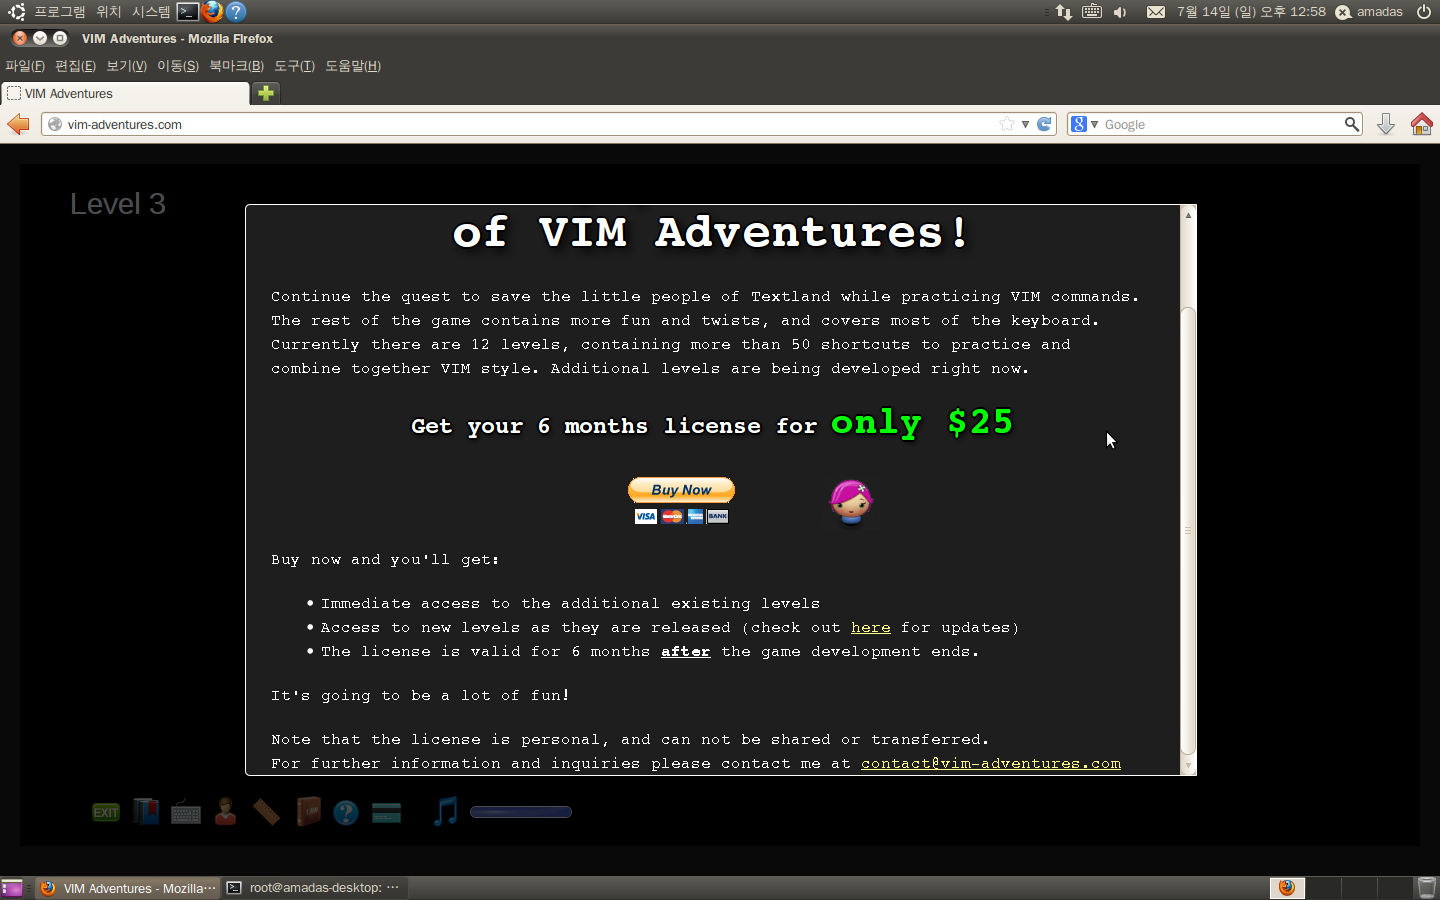 프로그램 위치 시스템 7월 14일 (일) 오후 12:58 amadas
VIM Adventures - Mozilla Firefox
파일(F) 편집(E) 보기(V) 이동(S) 북마크(B) 도구(T) 도움말(H)
VIM Adventures
vim-adventures.com Google
Level 3
of VIM Adventures!
Continue the quest to save the little people of Textland while practicing VIM commands.
The rest of the game contains more fun and twists, and covers most of the keyboard.
Currently there are 12 levels, containing more than 50 shortcuts to practice and
combine together VIM style. Additional levels are being developed right now.
Get your 6 months license for only $25
Buy Now
VISA MasterCard BANK
Buy now and you'll get:
• Immediate access to the additional existing levels
• Access to new levels as they are released (check out here for updates)
• The license is valid for 6 months after the game development ends.
It's going to be a lot of fun!
Note that the license is personal, and can not be shared or transferred.
For further information and inquiries please contact me at contact@vim-adventures.com
EXIT LAW
VIM Adventures - Mozilla⋯ root@amadas-desktop: ⋯